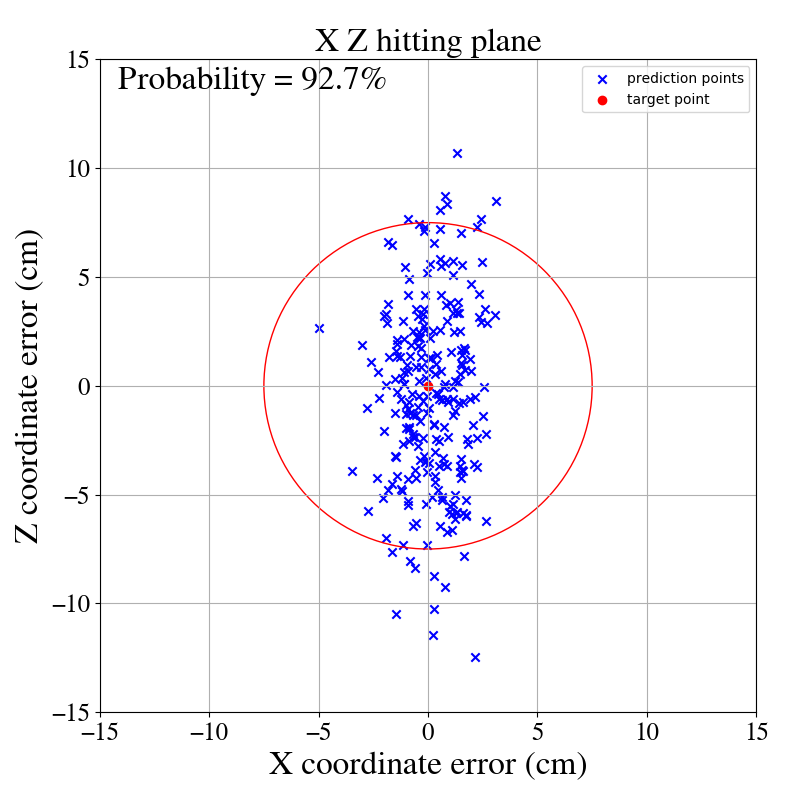 X Z hitting plane
Probability = 92.7%
prediction points
target point
Z coordinate error (cm)
15
10
5
0
−5
−10
−15
−15
−10
−5
0
5
10
15
X coordinate error (cm)